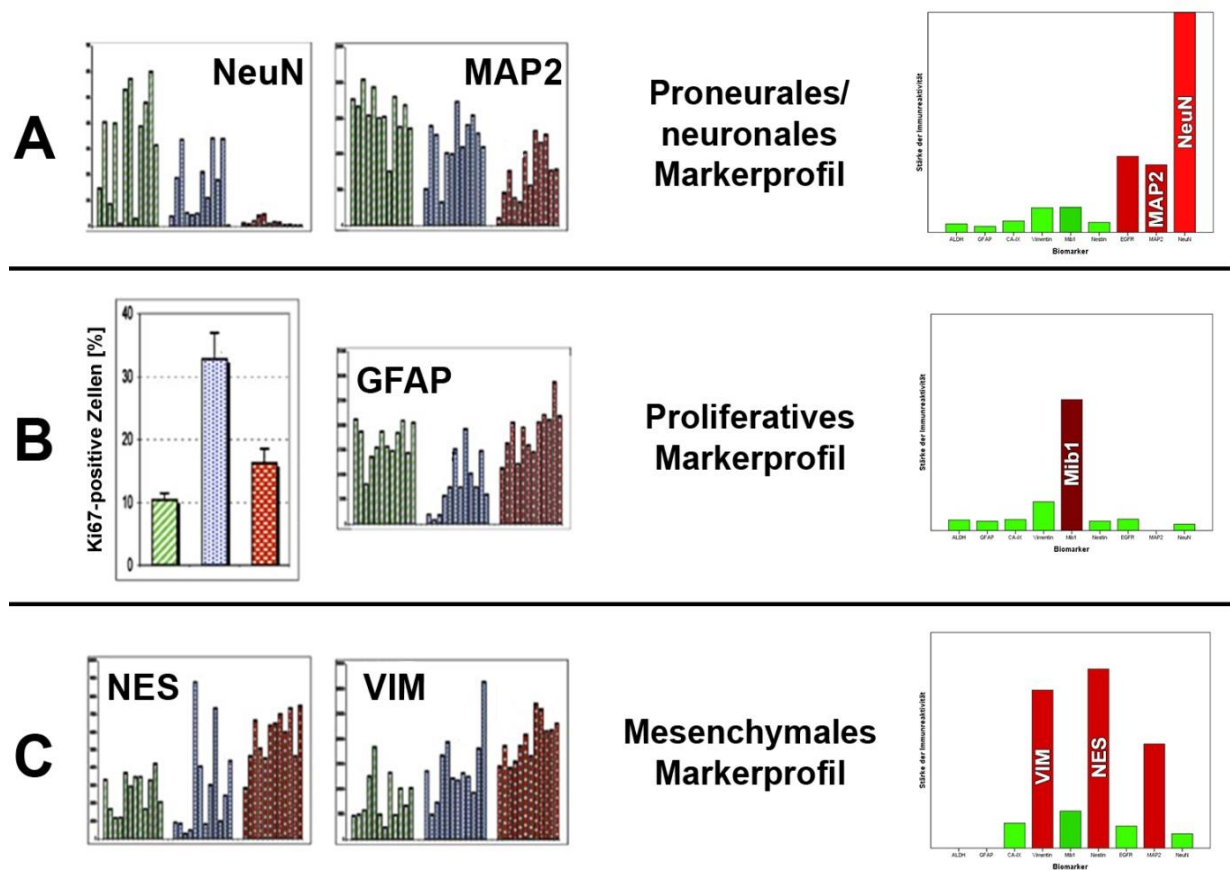 A
NeuN
MAP2
Proneurales/
neuronales
Markerprofil
Stärke der Immunreaktivität
MAP2
NeuN
ALDH GFAP CA-IX Vimentin Mib1 Nestin EGFR MAP2 NeuN
Biomarker
B
Ki67-positive Zellen [%]
40
30
20
10
0
GFAP
Proliferatives
Markerprofil
Stärke der Immunreaktivität
Mib1
ALDH GFAP CA-IX Vimentin Mib1 Nestin EGFR MAP2 NeuN
Biomarker
C
NES
VIM
Mesenchymales
Markerprofil
Stärke der Immunreaktivität
VIM
NES
ALDH GFAP CA-IX Vimentin Mib1 Nestin EGFR MAP2 NeuN
Biomarker